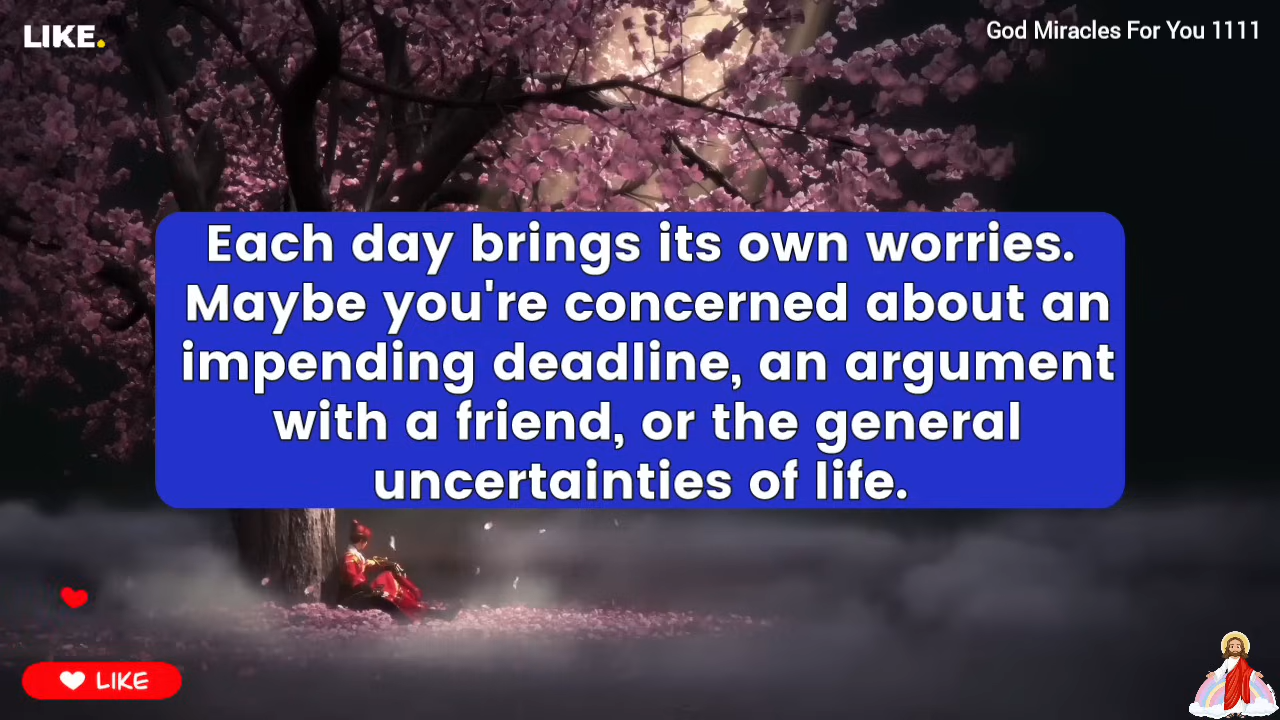 LIKE.
God Miracles For You 1111
Each day brings its own worries.
Maybe you're concerned about an
impending deadline, an argument
with a friend, or the general
uncertainties of life.
LIKE